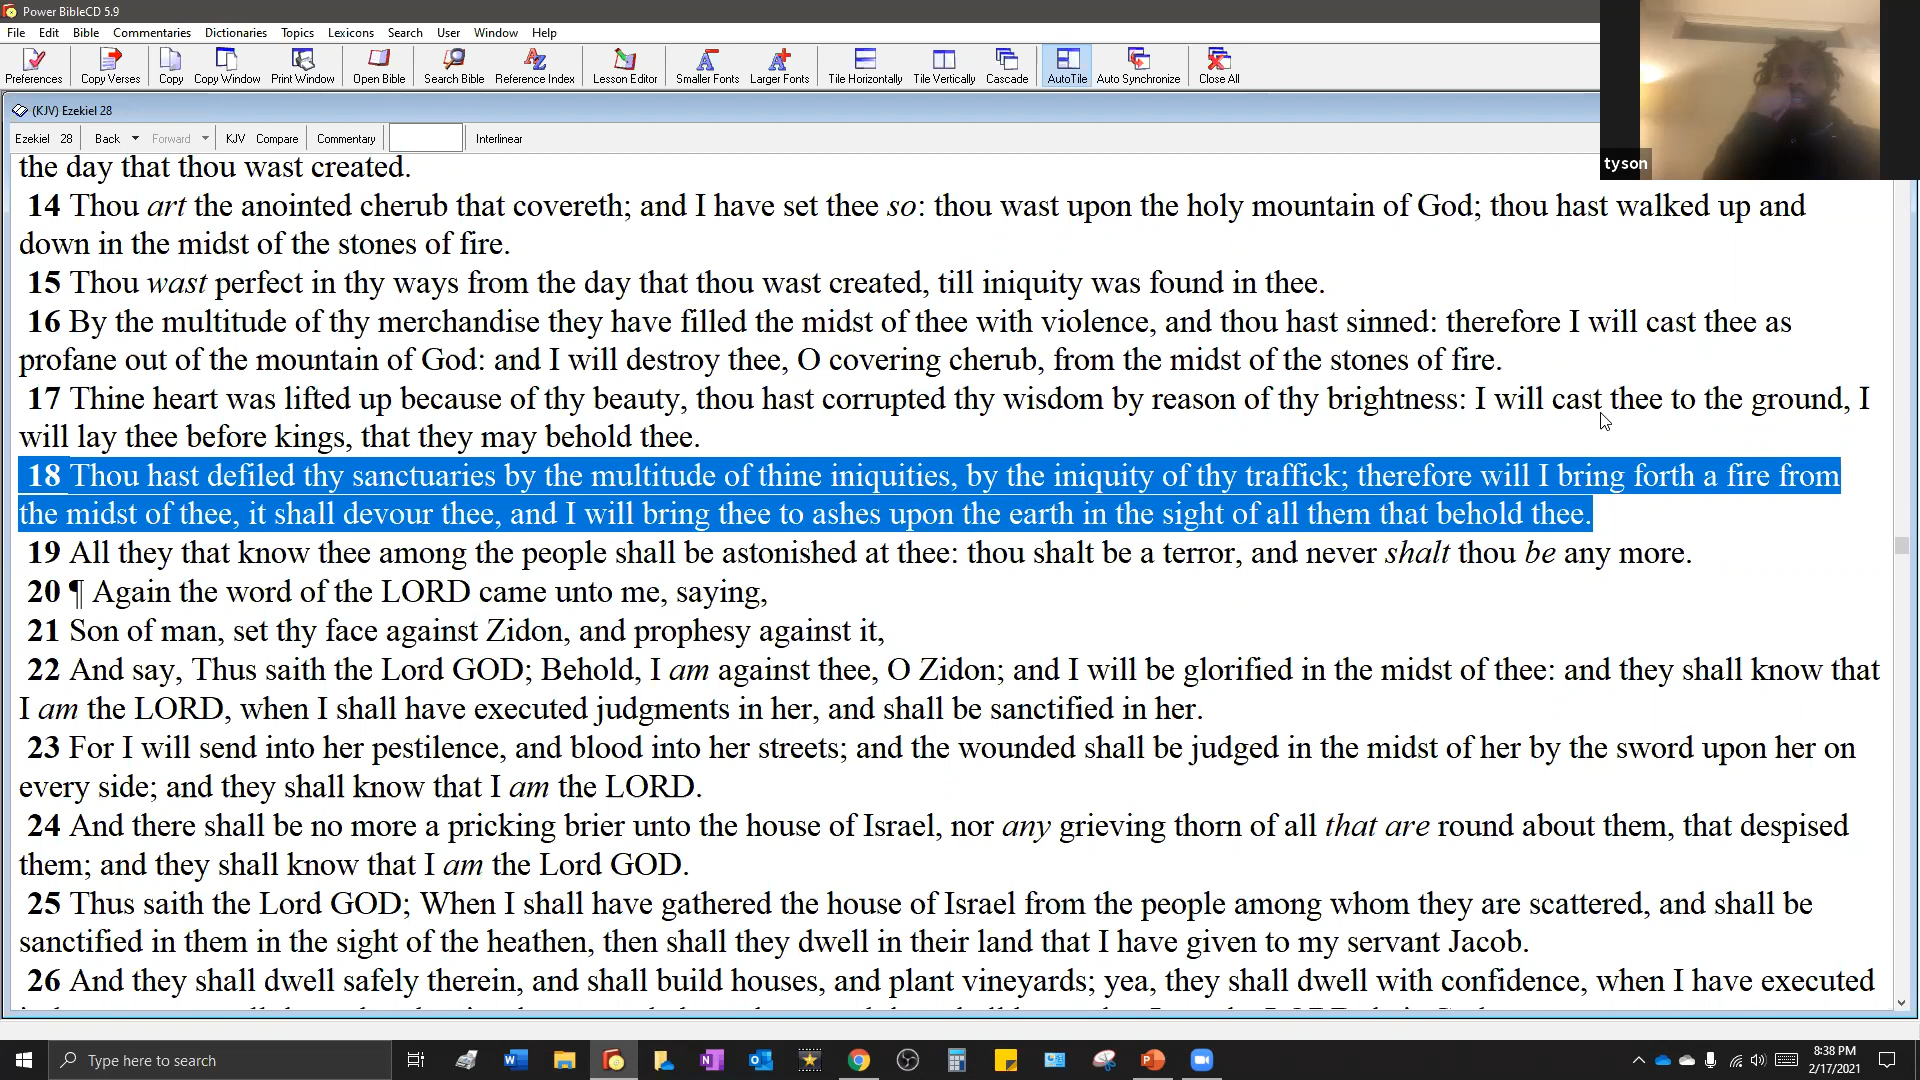 Power BibleCD 5.9
File Edit Bible Commentaries Dictionaries Topics Lexicons Search User Window Help
Preferences Copy Verses Copy Copy Window Print Window Open Bible Search Bible Reference Index Lesson Editor Smaller Fonts Larger Fonts Tile Horizontally Tile Vertically Cascade AutoTile Auto Synchronize Close All
(KJV) Ezekiel 28
Ezekiel 28 Back Forward KJV Compare Commentary Interlinear
tyson
the day that thou wast created.
14 Thou art the anointed cherub that covereth; and I have set thee so: thou wast upon the holy mountain of God; thou hast walked up and
down in the midst of the stones of fire.
15 Thou wast perfect in thy ways from the day that thou wast created, till iniquity was found in thee.
16 By the multitude of thy merchandise they have filled the midst of thee with violence, and thou hast sinned: therefore I will cast thee as
profane out of the mountain of God: and I will destroy thee, O covering cherub, from the midst of the stones of fire.
17 Thine heart was lifted up because of thy beauty, thou hast corrupted thy wisdom by reason of thy brightness: I will cast thee to the ground, I
will lay thee before kings, that they may behold thee.
18 Thou hast defiled thy sanctuaries by the multitude of thine iniquities, by the iniquity of thy traffick; therefore will I bring forth a fire from
the midst of thee, it shall devour thee, and I will bring thee to ashes upon the earth in the sight of all them that behold thee.
19 All they that know thee among the people shall be astonished at thee: thou shalt be a terror, and never shalt thou be any more.
20 ¶ Again the word of the LORD came unto me, saying,
21 Son of man, set thy face against Zidon, and prophesy against it,
22 And say, Thus saith the Lord GOD; Behold, I am against thee, O Zidon; and I will be glorified in the midst of thee: and they shall know that
I am the LORD, when I shall have executed judgments in her, and shall be sanctified in her.
23 For I will send into her pestilence, and blood into her streets; and the wounded shall be judged in the midst of her by the sword upon her on
every side; and they shall know that I am the LORD.
24 And there shall be no more a pricking brier unto the house of Israel, nor any grieving thorn of all that are round about them, that despised
them; and they shall know that I am the Lord GOD.
25 Thus saith the Lord GOD; When I shall have gathered the house of Israel from the people among whom they are scattered, and shall be
sanctified in them in the sight of the heathen, then shall they dwell in their land that I have given to my servant Jacob.
26 And they shall dwell safely therein, and shall build houses, and plant vineyards; yea, they shall dwell with confidence, when I have executed
Type here to search
8:38 PM
2/17/2021